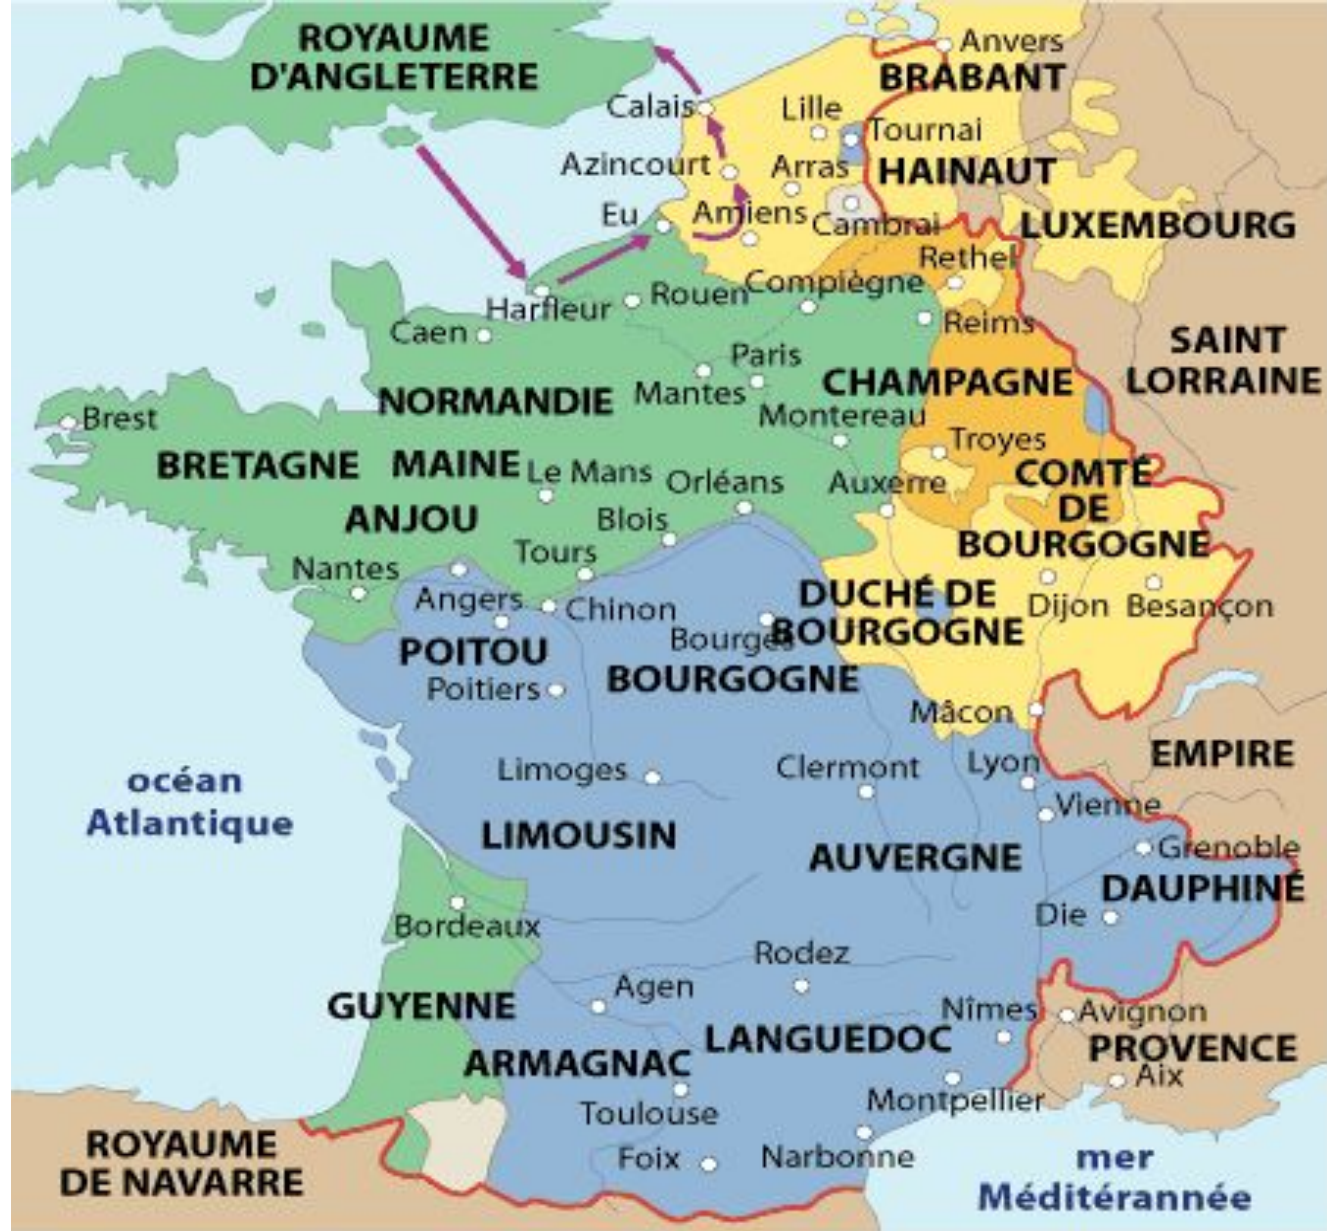 ROYAUME
D'ANGLETERRE
Anvers
BRABANT
Calais
Lille
Tournai
Azincourt
Arras
HAINAUT
Eu
Amiens
Cambrai
LUXEMBOURG
Rethel
Compiègne
Harfleur
Rouen
Reims
Caen
SAINT
LORRAINE
Paris
Mantes
CHAMPAGNE
NORMANDIE
Montereau
Brest
Troyes
BRETAGNE
MAINE
Le Mans
Orléans
Auxerre
COMTÉ
DE
BOURGOGNE
ANJOU
Blois
Tours
Nantes
Angers
Chinon
DUCHÉ DE
BOURGOGNE
Dijon
Besançon
Bourges
POITOU
Poitiers
BOURGOGNE
Mâcon
EMPIRE
océan
Atlantique
Limoges
Clermont
Lyon
Vienne
LIMOUSIN
AUVERGNE
Grenoble
DAUPHINÉ
Die
Bordeaux
Rodez
Agen
GUYENNE
Nîmes
Avignon
LANGUEDOC
PROVENCE
ARMAGNAC
Aix
Toulouse
Montpellier
ROYAUME
DE NAVARRE
Foix
Narbonne
mer
Méditérannée